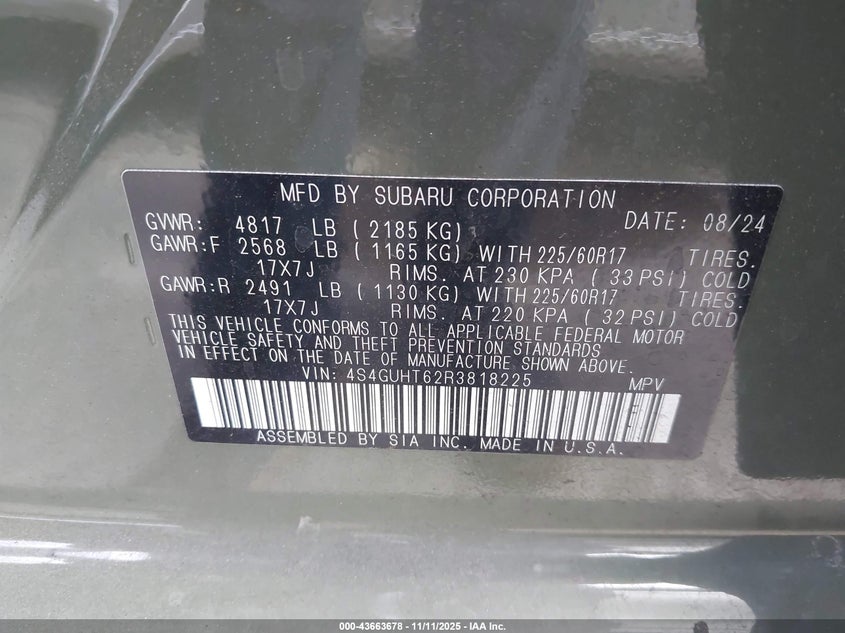 MFD BY SUBARU CORPORATION
GVWR: 4817 LB ( 2185 KG) DATE: 08/24
GAWR:F 2568 LB ( 1165 KG) WITH 225/60R17 TIRES.
17X7J RIMS. AT 230 KPA ( 33 PSI) COLD
GAWR:R 2491 LB ( 1130 KG) WITH 225/60R17 TIRES.
17X7J RIMS. AT 220 KPA ( 32 PSI) COLD
THIS VEHICLE CONFORMS TO ALL APPLICABLE FEDERAL MOTOR
VEHICLE SAFETY AND THEFT PREVENTION STANDARDS
IN EFFECT ON THE DATE OF MANUFACTURE SHOWN ABOVE.
VIN: 4S4GUHT62R3818225 MPV
ASSEMBLED BY SIA INC. MADE IN U.S.A.
000-43663678 - 11/11/2025 - IAA Inc.